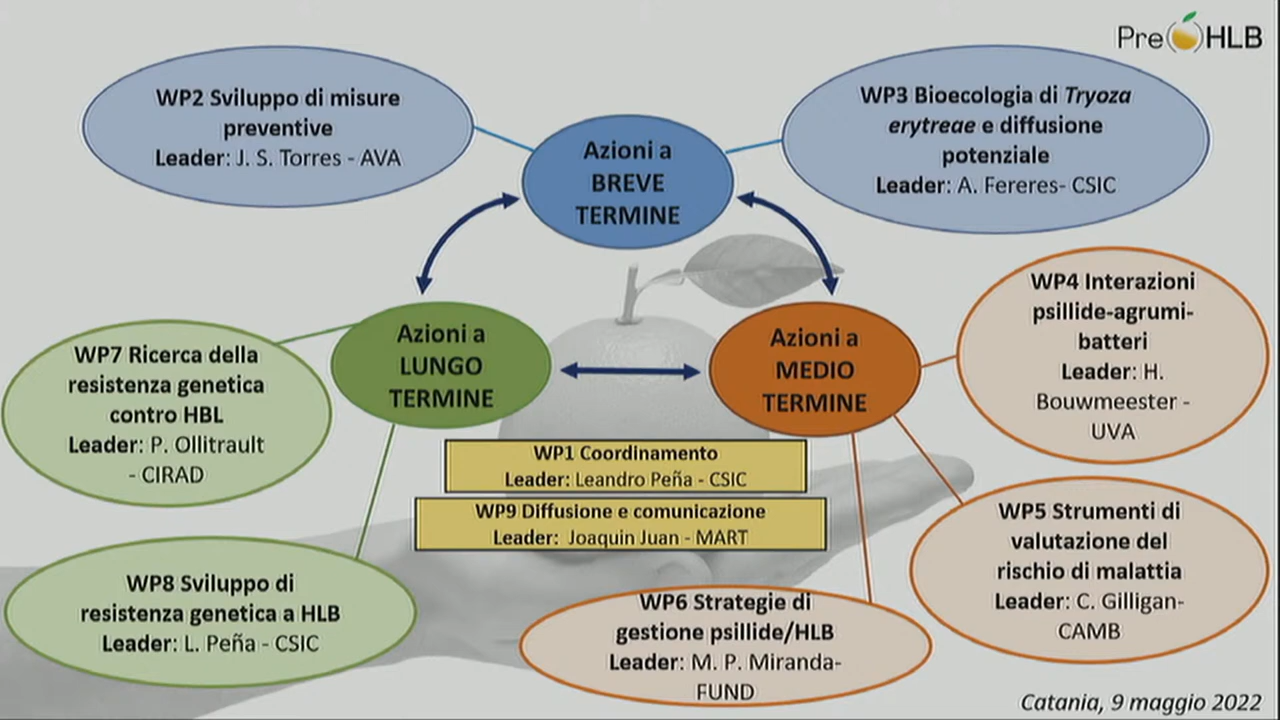 Pre HLB
WP2 Sviluppo di misure
preventive
Leader: J. S. Torres - AVA
Azioni a
BREVE
TERMINE
WP3 Bioecologia di Tryoza
erytreae e diffusione
potenziale
Leader: A. Fereres- CSIC
Azioni a
LUNGO
TERMINE
Azioni a
MEDIO
TERMINE
WP4 Interazioni
psillide-agrumi-
batteri
Leader: H.
Bouwmeester -
UVA
WP7 Ricerca della
resistenza genetica
contro HBL
Leader: P. Ollitrault
- CIRAD
WP1 Coordinamento
Leader: Leandro Peña - CSIC
WP9 Diffusione e comunicazione
Leader: Joaquin Juan - MART
WP5 Strumenti di
valutazione del
rischio di malattia
Leader: C. Gilligan-
CAMB
WP8 Sviluppo di
resistenza genetica a HLB
Leader: L. Peña - CSIC
WP6 Strategie di
gestione psillide/HLB
Leader: M. P. Miranda-
FUND
Catania, 9 maggio 2022